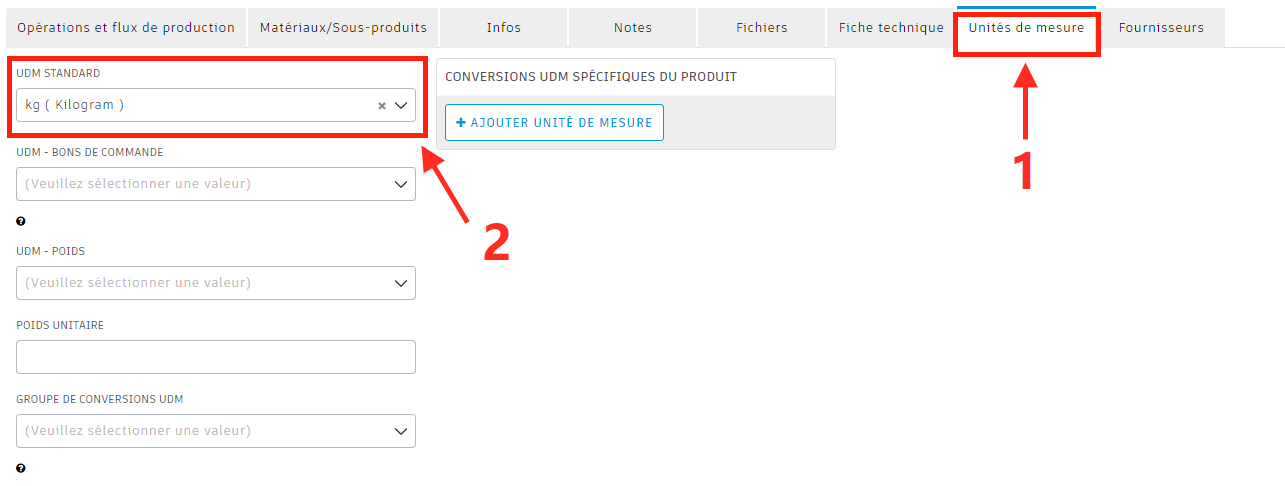 Opérations et flux de production
Matériaux/Sous-produits
Infos
Notes
Fichiers
Fiche technique
Unités de mesure
Fournisseurs
UDM STANDARD
kg ( Kilogram )
UDM - BONS DE COMMANDE
(Veuillez sélectionner une valeur)
UDM - POIDS
(Veuillez sélectionner une valeur)
POIDS UNITAIRE
GROUPE DE CONVERSIONS UDM
(Veuillez sélectionner une valeur)
CONVERSIONS UDM SPÉCIFIQUES DU PRODUIT
+ AJOUTER UNITÉ DE MESURE
1
2